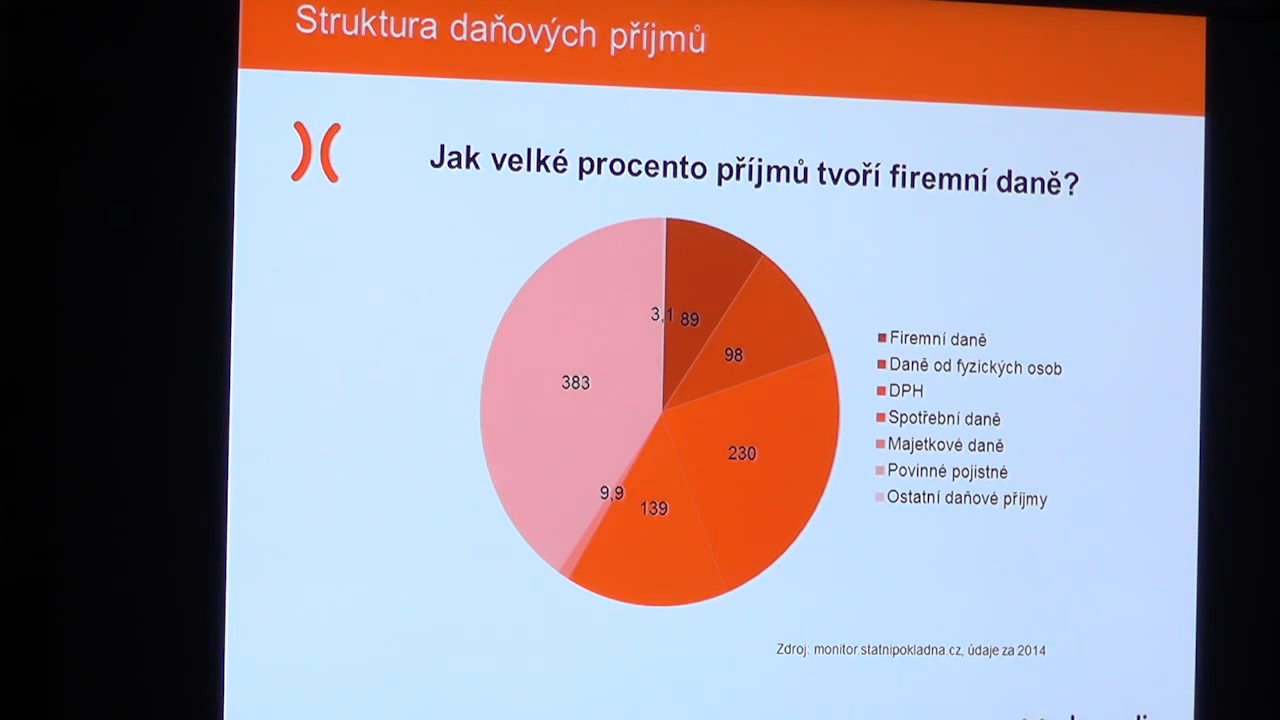 Struktura daňových příjmů
Jak velké procento příjmů tvoří firemní daně?
3,1
89
98
383
230
9,9
139
Firemní daně
Daně od fyzických osob
DPH
Spotřební daně
Majetkové daně
Povinné pojistné
Ostatní daňové příjmy
Zdroj: monitor.statnipokladna.cz, údaje za 2014